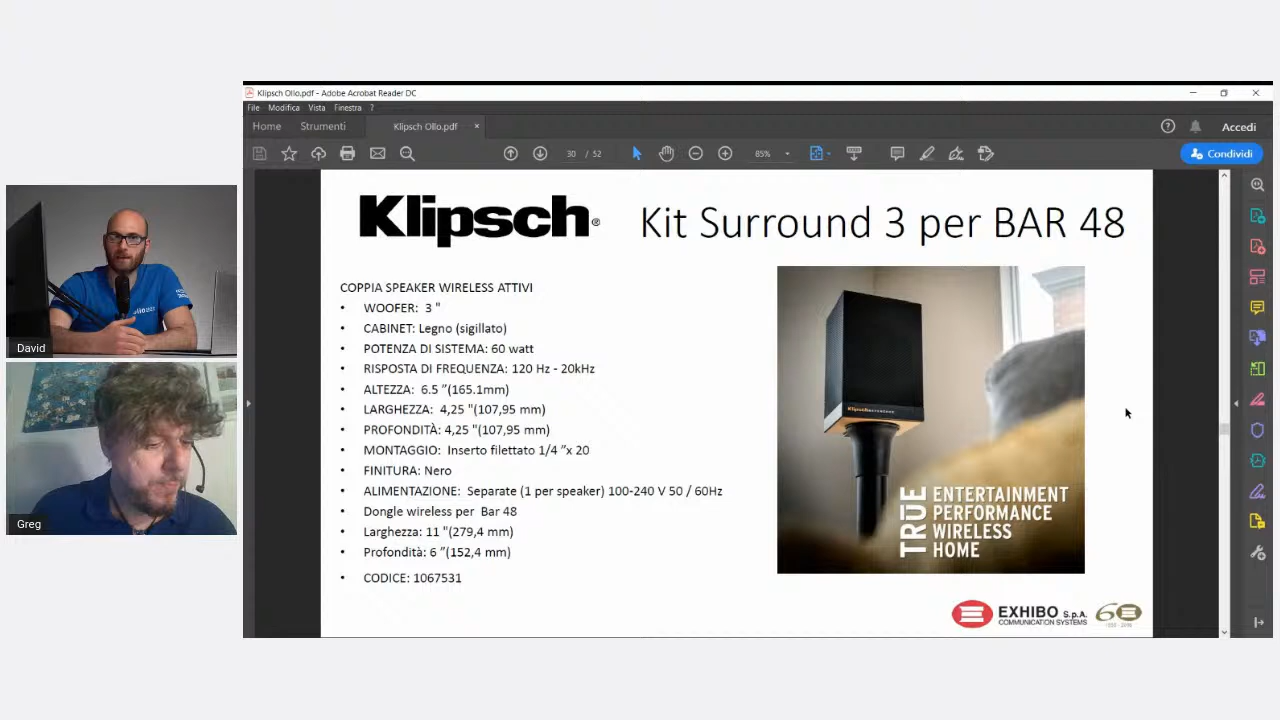 Klipsch Ollo.pdf - Adobe Acrobat Reader DC
File Modifica Vista Finestra ?
Home Strumenti Klipsch Ollo.pdf × Accedi
30 / 52 85% Condividi
Klipsch® Kit Surround 3 per BAR 48
COPPIA SPEAKER WIRELESS ATTIVI
• WOOFER: 3 "
• CABINET: Legno (sigillato)
• POTENZA DI SISTEMA: 60 watt
• RISPOSTA DI FREQUENZA: 120 Hz - 20kHz
• ALTEZZA: 6.5 ”(165.1mm)
• LARGHEZZA: 4,25 "(107,95 mm)
• PROFONDITÀ: 4,25 "(107,95 mm)
• MONTAGGIO: Inserto filettato 1/4 ”x 20
• FINITURA: Nero
• ALIMENTAZIONE: Separate (1 per speaker) 100-240 V 50 / 60Hz
• Dongle wireless per Bar 48
• Larghezza: 11 "(279,4 mm)
• Profondità: 6 ”(152,4 mm)
• CODICE: 1067531
Klipsch
TRUE
ENTERTAINMENT
PERFORMANCE
WIRELESS
HOME
EXHIBO S.p.A.
COMMUNICATION SYSTEMS
60
David
Greg